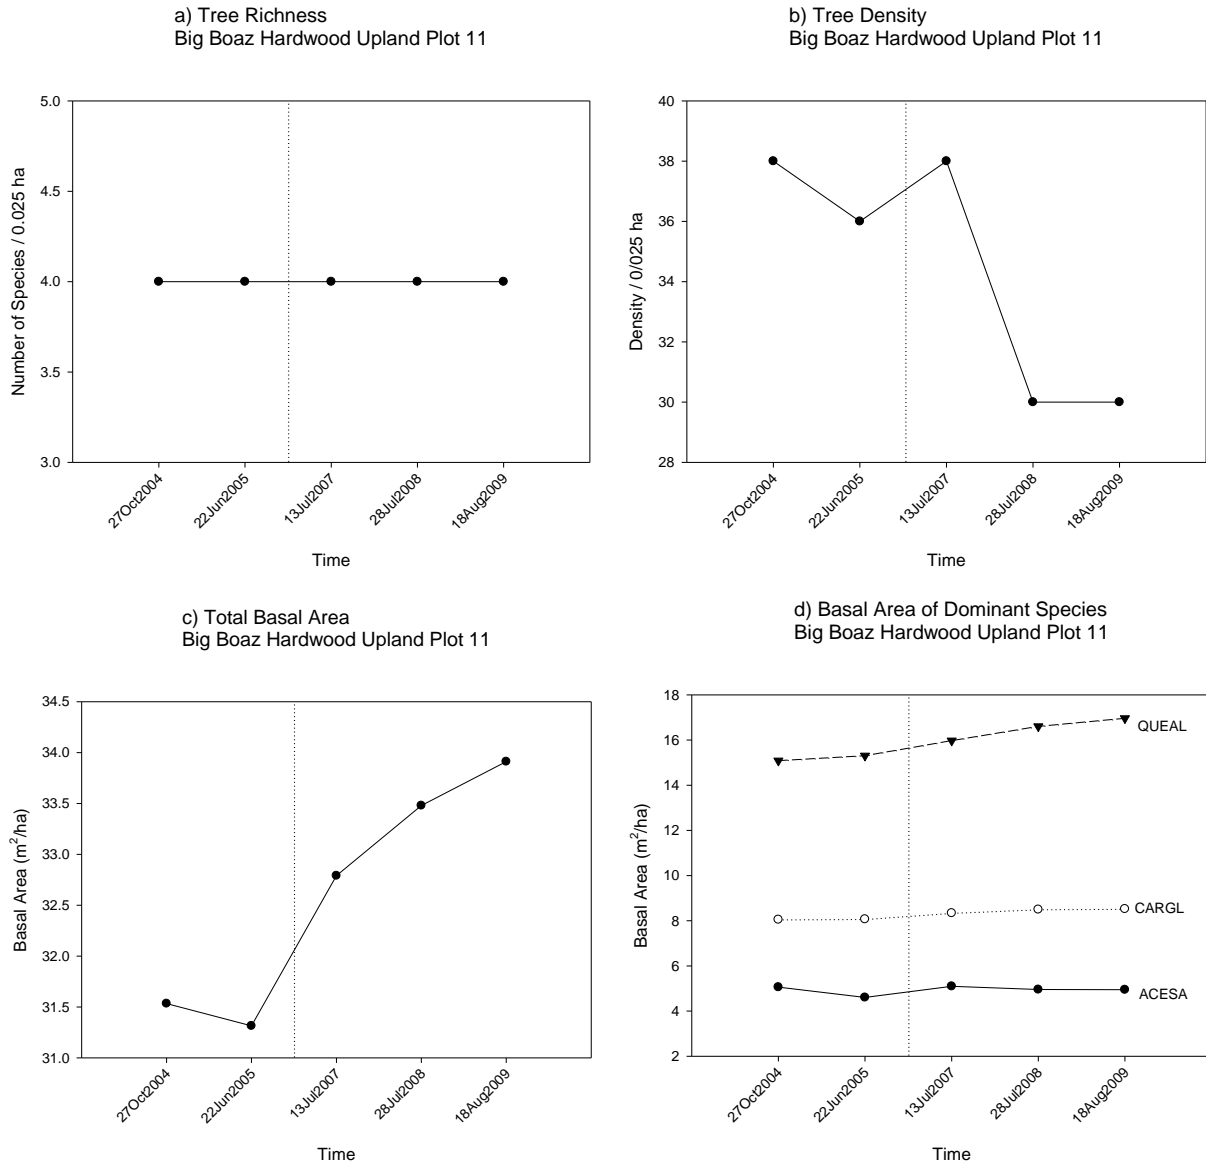 a) Tree Richness
Big Boaz Hardwood Upland Plot 11
Number of Species / 0.025 ha
5.0
4.5
4.0
3.5
3.0
27Oct2004
22Jun2005
13Jul2007
28Jul2008
18Aug2009
Time
b) Tree Density
Big Boaz Hardwood Upland Plot 11
Density / 0/025 ha
40
38
36
34
32
30
28
27Oct2004
22Jun2005
13Jul2007
28Jul2008
18Aug2009
Time
c) Total Basal Area
Big Boaz Hardwood Upland Plot 11
Basal Area (m²/ha)
34.5
34.0
33.5
33.0
32.5
32.0
31.5
31.0
27Oct2004
22Jun2005
13Jul2007
28Jul2008
18Aug2009
Time
d) Basal Area of Dominant Species
Big Boaz Hardwood Upland Plot 11
Basal Area (m²/ha)
18
16
14
12
10
8
6
4
2
QUEAL
CARGL
ACESA
27Oct2004
22Jun2005
13Jul2007
28Jul2008
18Aug2009
Time